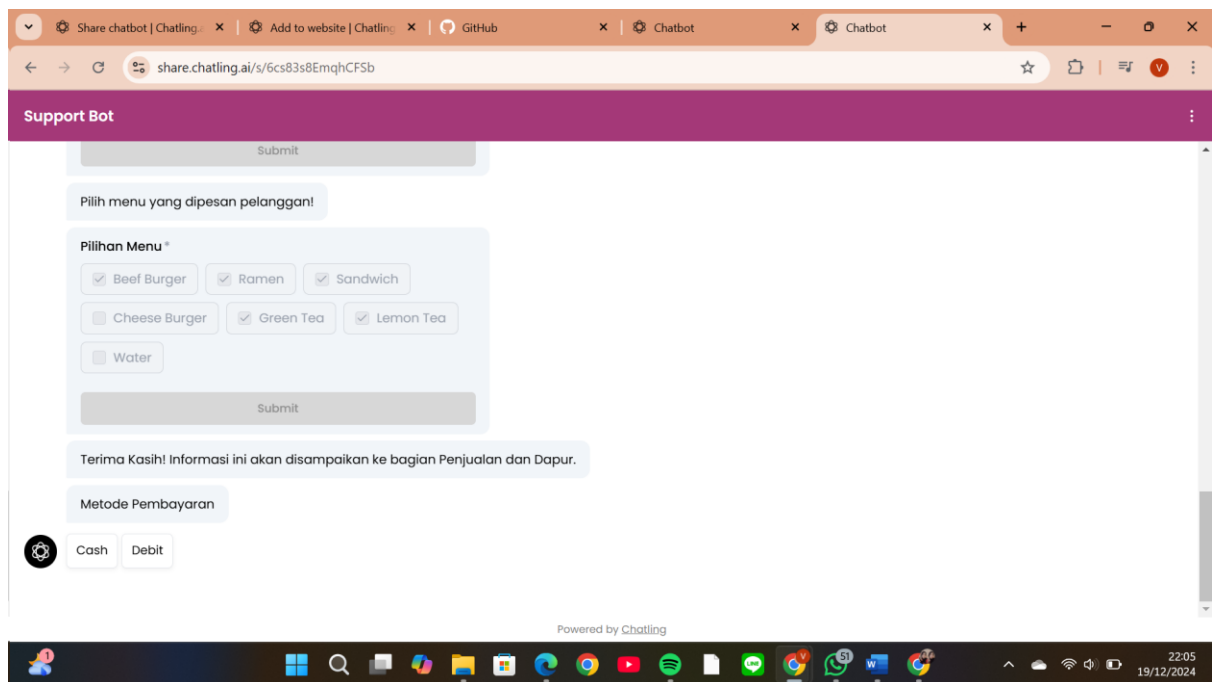 Share chatbot | Chatling.a
Add to website | Chatling
GitHub
Chatbot
Chatbot
share.chatling.ai/s/6cs83s8EmqhCFSb
V
Support Bot
Submit
Pilih menu yang dipesan pelanggan!
Pilihan Menu *
Beef Burger Ramen Sandwich
Cheese Burger Green Tea Lemon Tea
Water
Submit
Terima Kasih! Informasi ini akan disampaikan ke bagian Penjualan dan Dapur.
Metode Pembayaran
Cash Debit
Powered by Chatling
1
LINE
V
51
W
22:05
19/12/2024